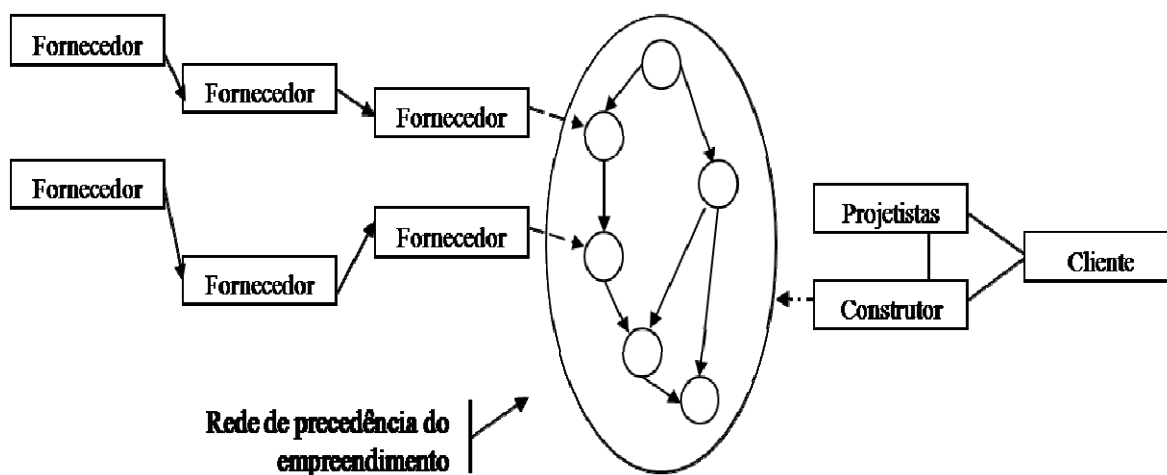 Fornecedor
Fornecedor
Fornecedor
Fornecedor
Fornecedor
Fornecedor
Projetistas
Construtor
Cliente
Rede de precedência do
empreendimento